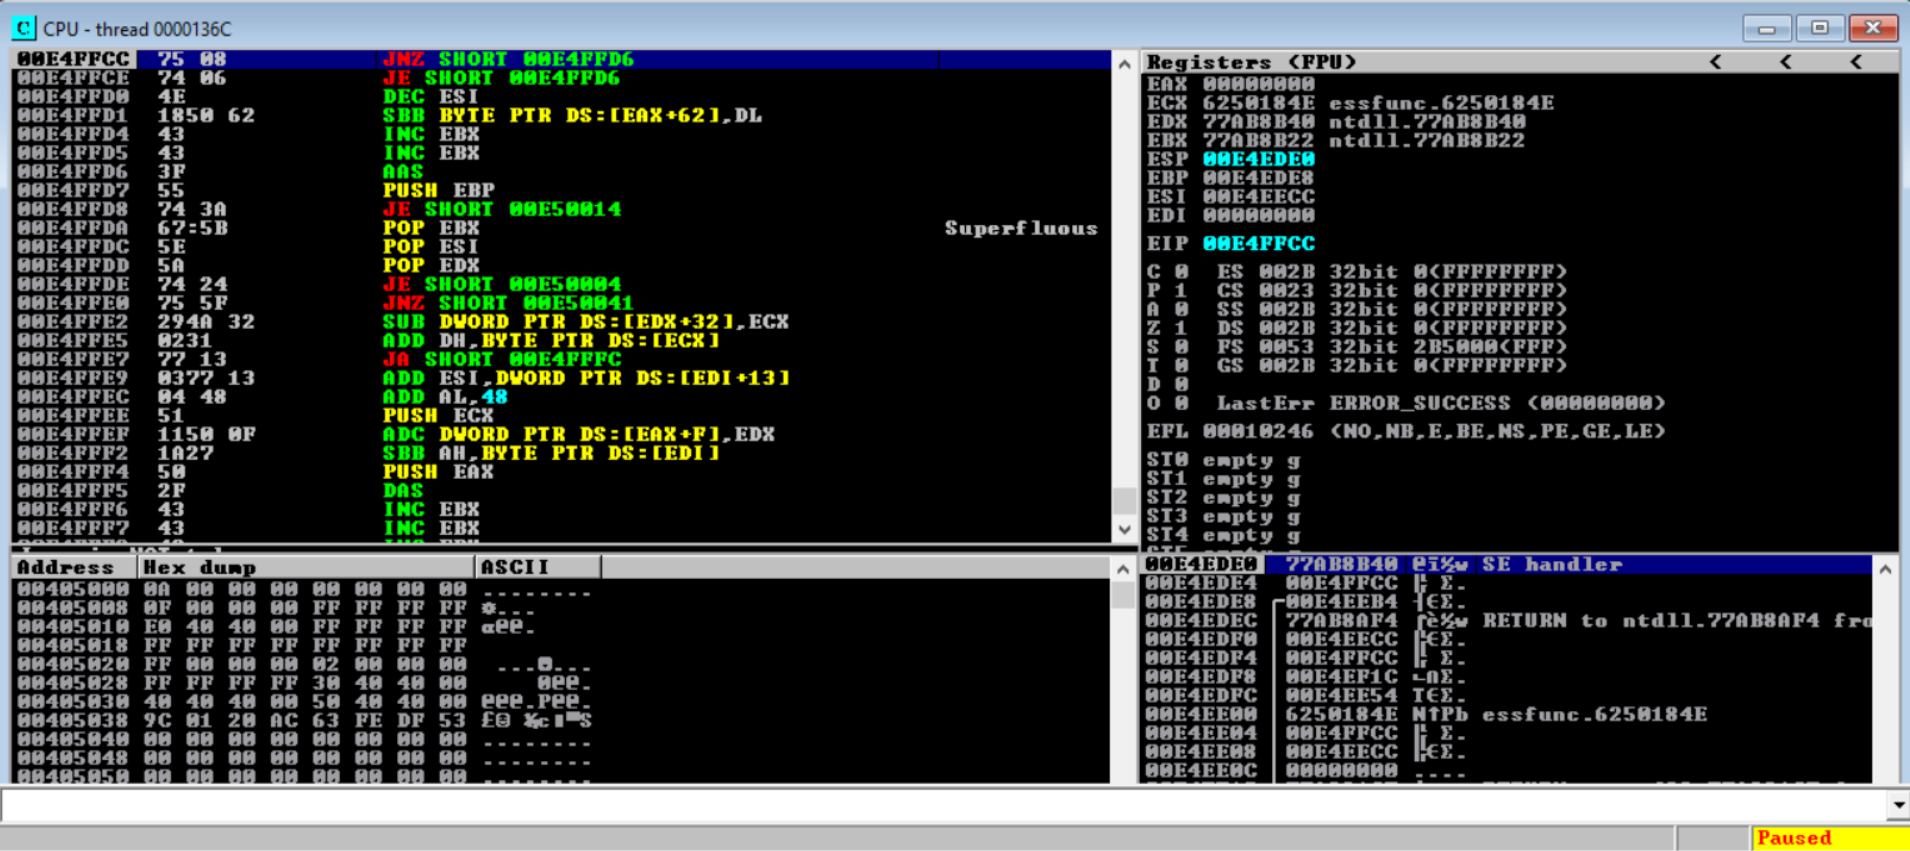 C CPU - thread 0000136C
00E4FFCC 75 08 JNZ SHORT 00E4FFD6
00E4FFCE 74 06 JE SHORT 00E4FFD6
00E4FFD0 4E DEC ESI
00E4FFD1 1850 62 SBB BYTE PTR DS:[EAX+62],DL
00E4FFD4 43 INC EBX
00E4FFD5 43 INC EBX
00E4FFD6 3F AAS
00E4FFD7 55 PUSH EBP
00E4FFD8 74 3A JE SHORT 00E50014
00E4FFDA 67:5B POP EBX Superfluous
00E4FFDC 5E POP ESI
00E4FFDD 5A POP EDX
00E4FFDE 74 24 JE SHORT 00E50004
00E4FFE0 75 5F JNZ SHORT 00E50041
00E4FFE2 294A 32 SUB DWORD PTR DS:[EDX+32],ECX
00E4FFE5 0231 ADD DH,BYTE PTR DS:[ECX]
00E4FFE7 77 13 JA SHORT 00E4FFFC
00E4FFE9 0377 13 ADD ESI,DWORD PTR DS:[EDI+13]
00E4FFEC 04 48 ADD AL,48
00E4FFEE 51 PUSH ECX
00E4FFEF 1150 0F ADC DWORD PTR DS:[EAX+F],EDX
00E4FFF2 1A27 SBB AH,BYTE PTR DS:[EDI]
00E4FFF4 50 PUSH EAX
00E4FFF5 2F DAS
00E4FFF6 43 INC EBX
00E4FFF7 43 INC EBX
Registers (FPU) < < <
EAX 00000000
ECX 6250184E essfunc.6250184E
EDX 77AB8B40 ntdll.77AB8B40
EBX 77AB8B22 ntdll.77AB8B22
ESP 00E4EDE0
EBP 00E4EDE8
ESI 00E4EECC
EDI 00000000
EIP 00E4FFCC
C 0 ES 002B 32bit 0(FFFFFFFF)
P 1 CS 0023 32bit 0(FFFFFFFF)
A 0 SS 002B 32bit 0(FFFFFFFF)
Z 1 DS 002B 32bit 0(FFFFFFFF)
S 0 FS 0053 32bit 2B5000(FFF)
T 0 GS 002B 32bit 0(FFFFFFFF)
D 0
O 0 LastErr ERROR_SUCCESS (00000000)
EFL 00010246 (NO,NB,E,BE,NS,PE,GE,LE)
ST0 empty g
ST1 empty g
ST2 empty g
ST3 empty g
ST4 empty g
Address Hex dump ASCII
00405000 0A 00 00 00 00 00 00 00 ........
00405008 0F 00 00 00 FF FF FF FF ☼...
00405010 E0 40 40 00 FF FF FF FF α@@.
00405018 FF FF FF FF FF FF FF FF
00405020 FF 00 00 00 02 00 00 00 ...☻...
00405028 FF FF FF FF 30 40 40 00 0@@.
00405030 40 40 40 00 50 40 40 00 @@@.P@@.
00405038 9C 01 20 AC 63 FE DF 53 £☺ ¼c■▀S
00405040 00 00 00 00 00 00 00 00 ........
00405048 00 00 00 00 00 00 00 00 ........
00405050 00 00 00 00 00 00 00 00 ........
00E4EDE0 77AB8B40 @ï½w SE handler
00E4EDE4 00E4FFCC ╠ Σ.
00E4EDE8 00E4EEB4 ┤εΣ.
00E4EDEC 77AB8AF4 ⌠è½w RETURN to ntdll.77AB8AF4 fro
00E4EDF0 00E4EECC ╠εΣ.
00E4EDF4 00E4FFCC ╠ Σ.
00E4EDF8 00E4EF1C ∟∩Σ.
00E4EDFC 00E4EE54 TεΣ.
00E4EE00 6250184E N↑Pb essfunc.6250184E
00E4EE04 00E4FFCC ╠ Σ.
00E4EE08 00E4EECC ╠εΣ.
00E4EE0C 00000000 ....
Paused